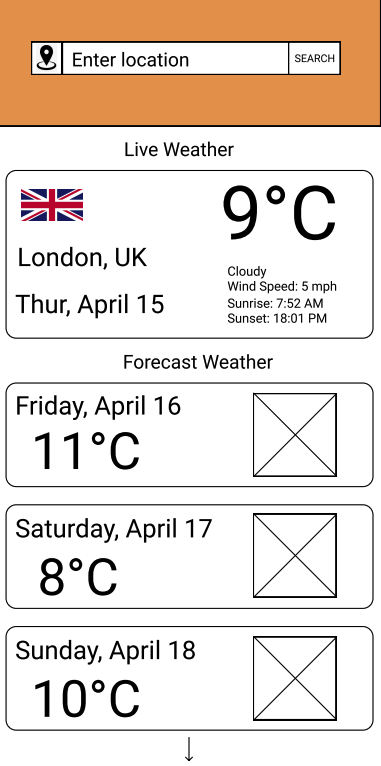 Enter location
SEARCH
Live Weather
9°C
London, UK
Thur, April 15
Cloudy
Wind Speed: 5 mph
Sunrise: 7:52 AM
Sunset: 18:01 PM
Forecast Weather
Friday, April 16
11°C
Saturday, April 17
8°C
Sunday, April 18
10°C